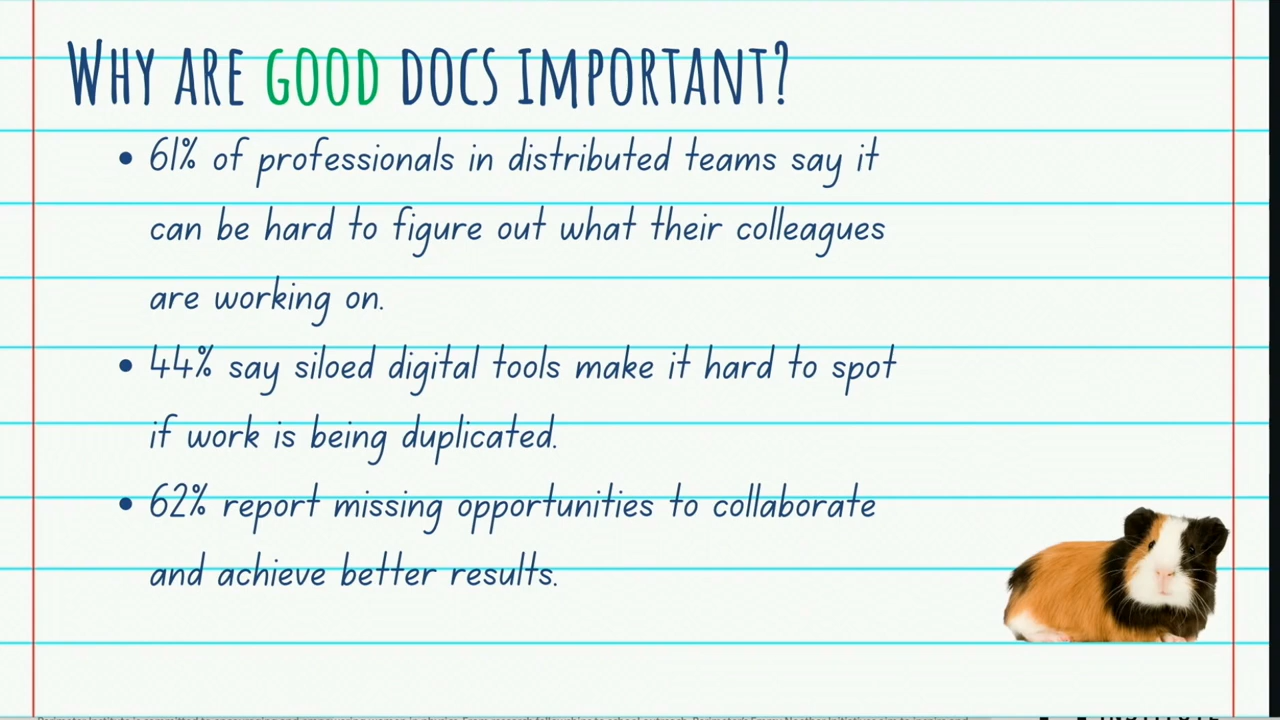 WHY ARE GOOD DOCS IMPORTANT?
• 61% of professionals in distributed teams say it
can be hard to figure out what their colleagues
are working on.
• 44% say siloed digital tools make it hard to spot
if work is being duplicated.
• 62% report missing opportunities to collaborate
and achieve better results.